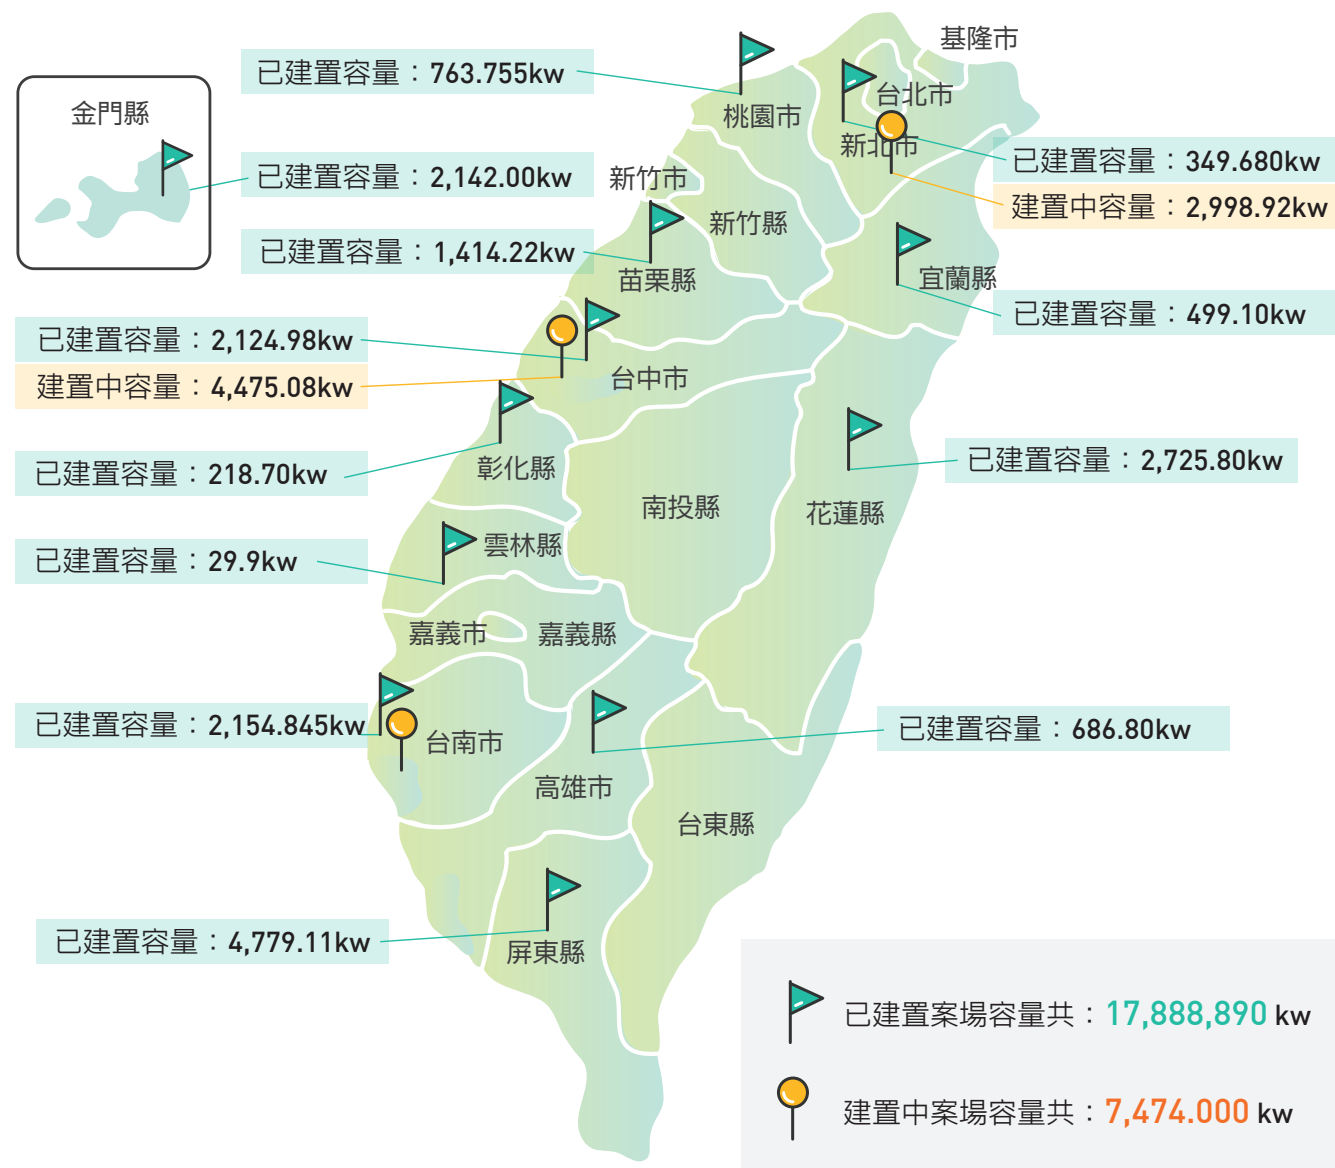 基隆市
已建置容量：763.755kw
台北市
金門縣
桃園市
新北市
已建置容量：349.680kw
已建置容量：2,142.00kw
新竹市
建置中容量：2,998.92kw
新竹縣
已建置容量：1,414.22kw
苗栗縣
宜蘭縣
已建置容量：499.10kw
已建置容量：2,124.98kw
台中市
建置中容量：4,475.08kw
已建置容量：218.70kw
彰化縣
已建置容量：2,725.80kw
南投縣
花蓮縣
已建置容量：29.9kw
雲林縣
嘉義市
嘉義縣
已建置容量：2,154.845kw
台南市
已建置容量：686.80kw
高雄市
台東縣
已建置容量：4,779.11kw
屏東縣
已建置案場容量共：17,888,890 kw
建置中案場容量共：7,474.000 kw